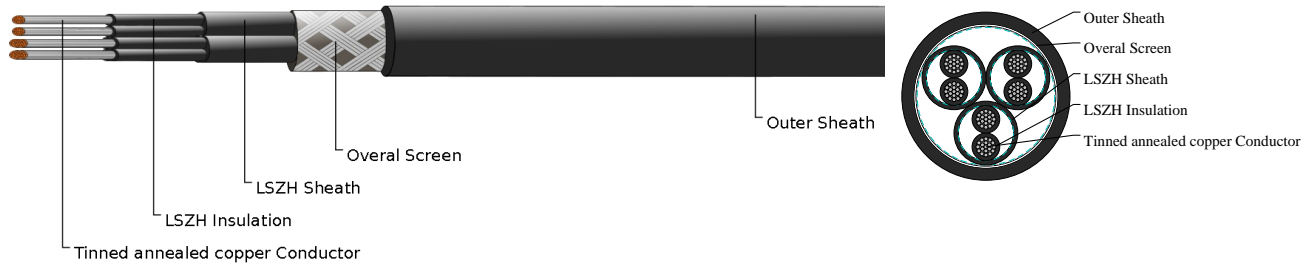 Outer Sheath
Overal Screen
LSZH Sheath
LSZH Insulation
Tinned annealed copper Conductor
Outer Sheath
Overal Screen
LSZH Sheath
LSZH Insulation
Tinned annealed copper Conductor